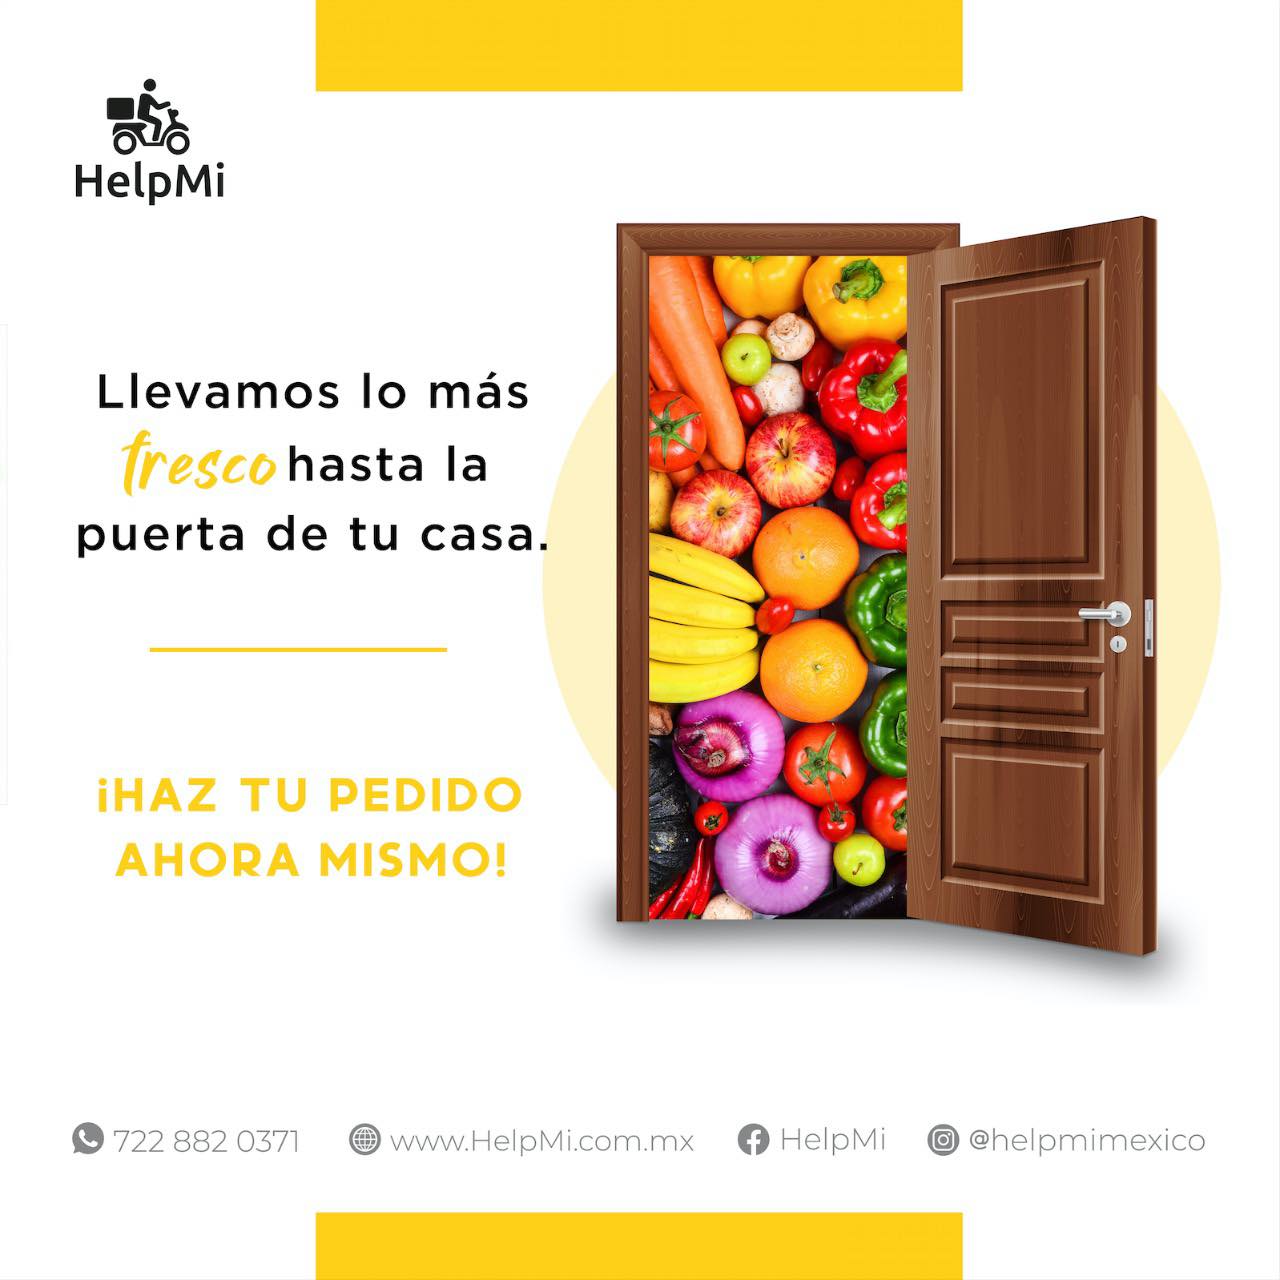 HelpMi
Llevamos lo más
fresco hasta la
puerta de tu casa.
¡HAZ TU PEDIDO
AHORA MISMO!
722 882 0371
www.HelpMi.com.mx
HelpMi
@helpmimexico